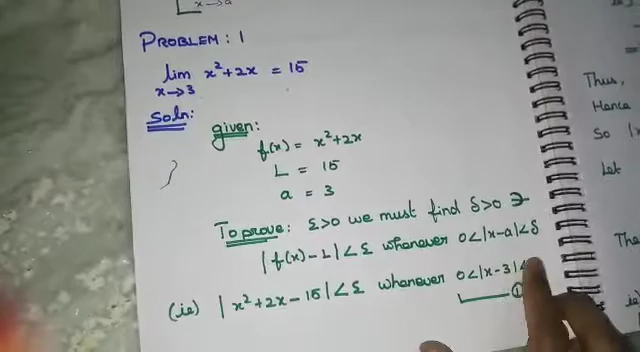 x→a
PROBLEM: 1
lim x²+2x = 15
x→3
Soln:
given:
f(x) = x²+2x
L = 15
a = 3
To prove: Ɛ>0 we must find δ>0 ∋
|f(x)-L|<Ɛ whenever 0<|x-a|<δ
(ie) |x²+2x-15|<Ɛ whenever 0<|x-3|<
①
Thus,
Hence
So
Let